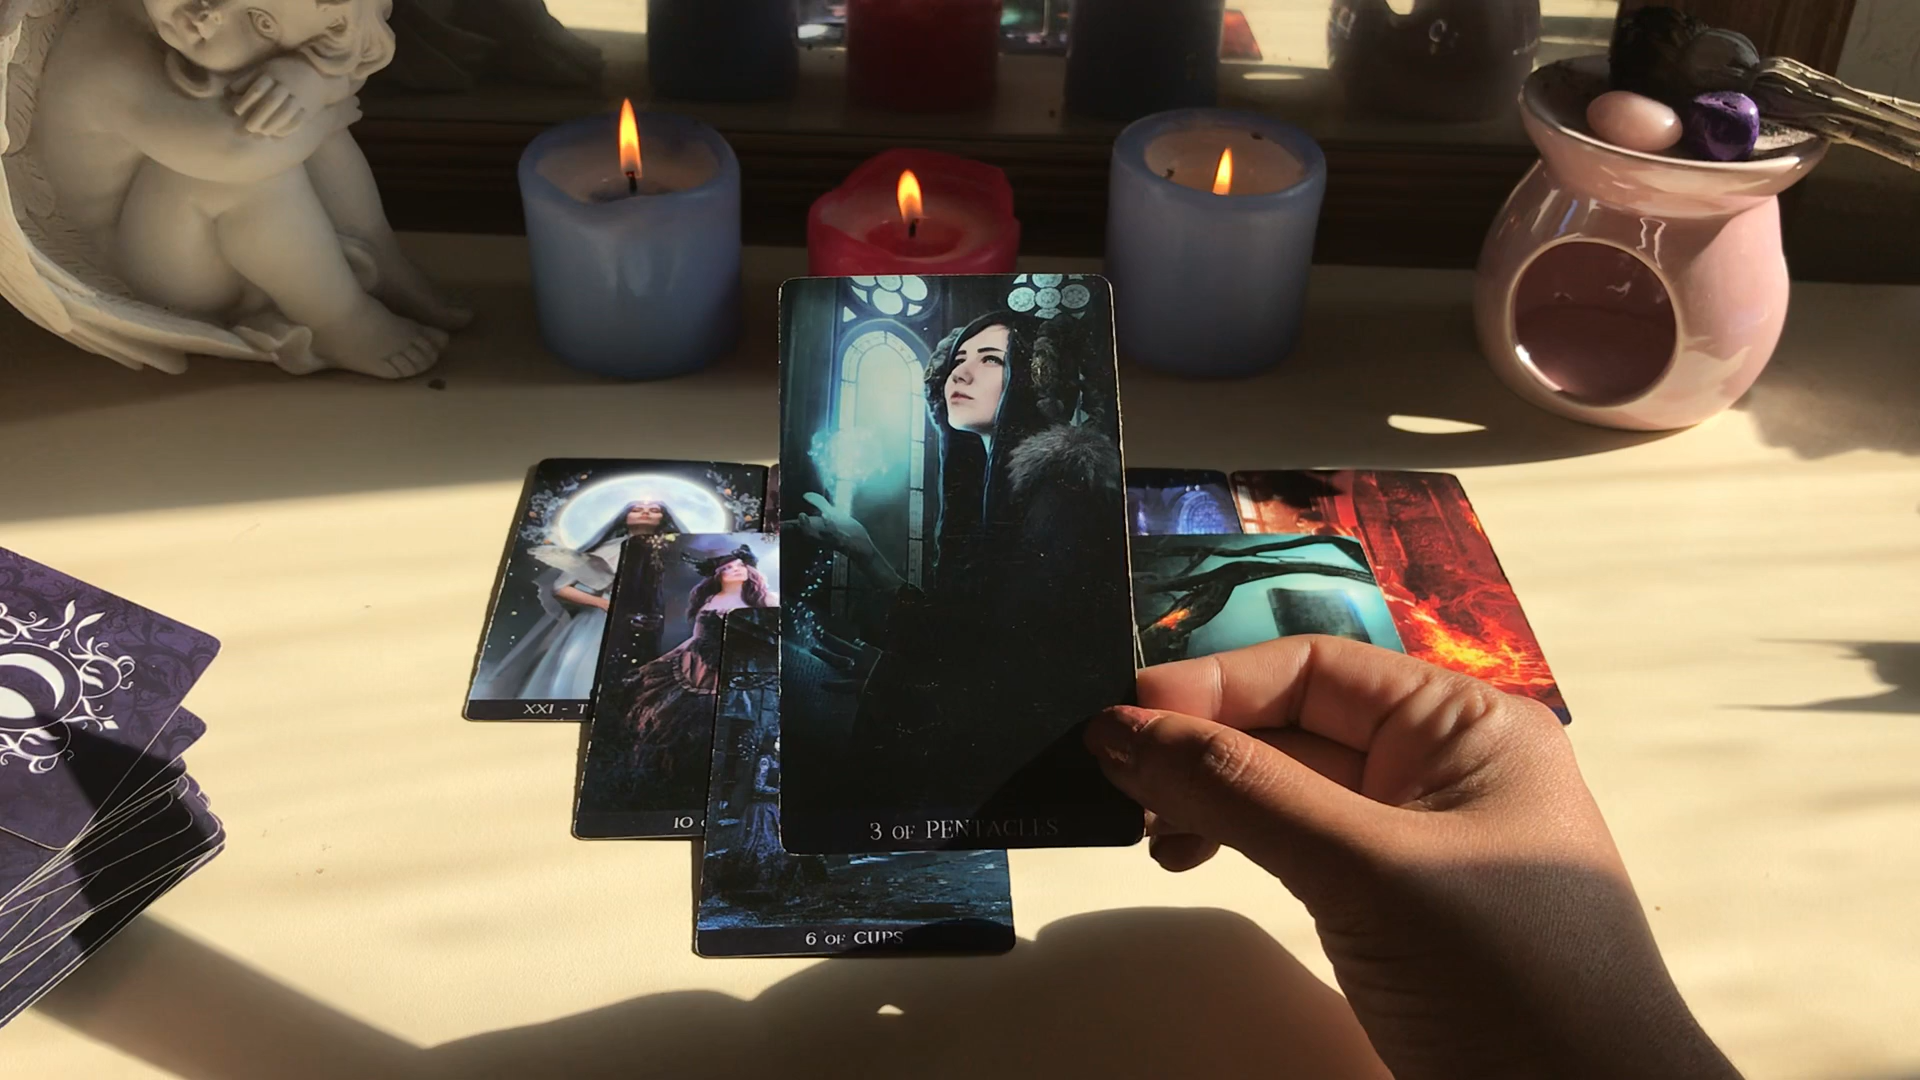 3 OF PENTACLES
XXI - T
10
6 OF CUPS